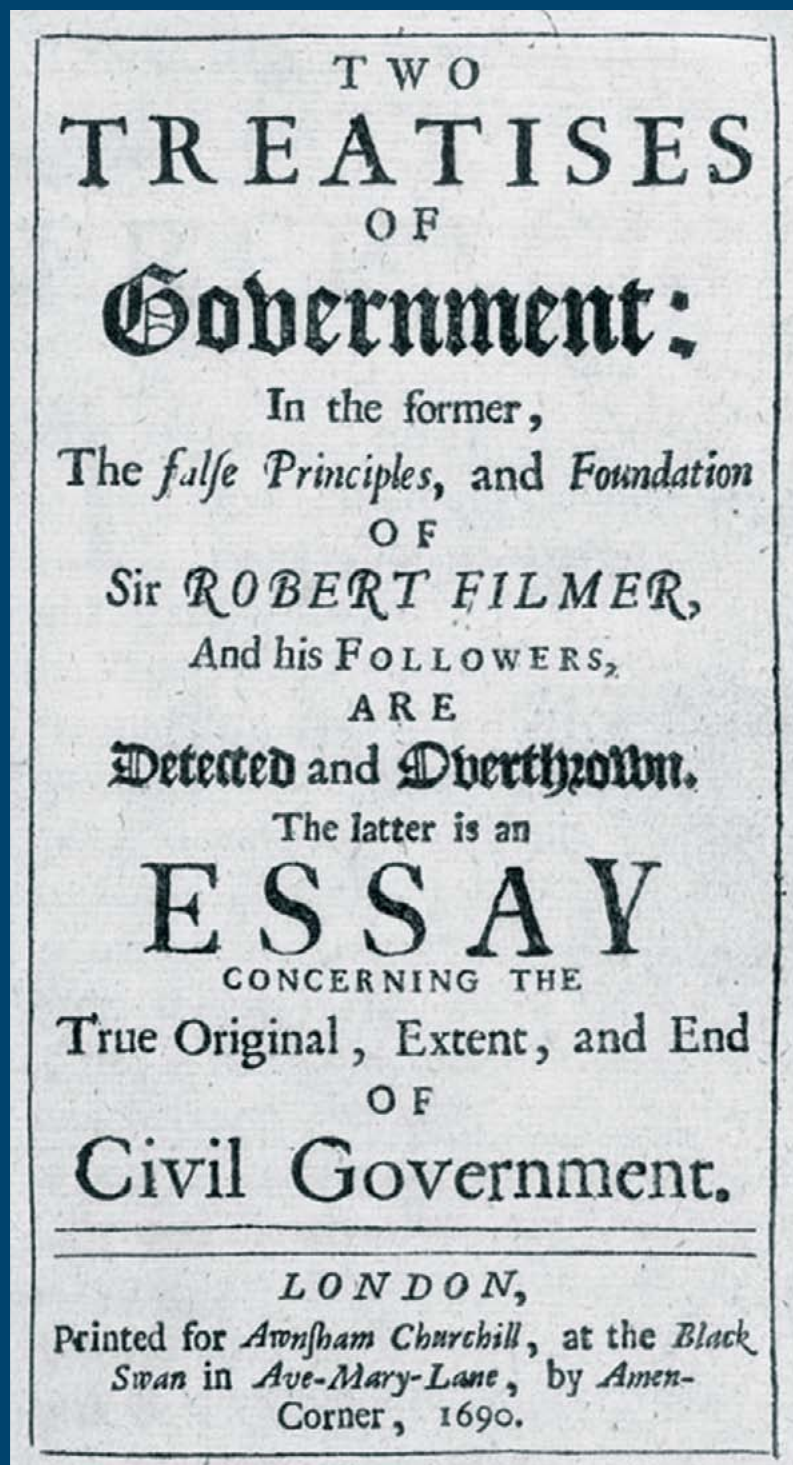 TWO
TREATISES
OF
Government:
In the former,
The falſe Principles, and Foundation
OF
Sir ROBERT FILMER,
And his FOLLOWERS,
ARE
Detected and Overthrown.
The latter is an
ESSAY
CONCERNING THE
True Original, Extent, and End
OF
Civil Government.
LONDON,
Printed for Awnſham Churchill, at the Black
Swan in Ave-Mary-Lane, by Amen-
Corner, 1690.